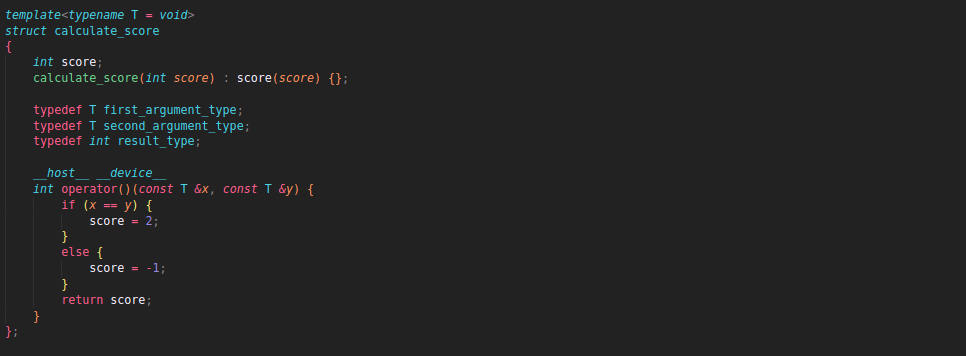 template<typename T = void>
struct calculate_score
{
    int score;
    calculate_score(int score) : score(score) {};

    typedef T first_argument_type;
    typedef T second_argument_type;
    typedef int result_type;

    __host__ __device__
    int operator()(const T &x, const T &y) {
        if (x == y) {
            score = 2;
        }
        else {
            score = -1;
        }
        return score;
    }
};